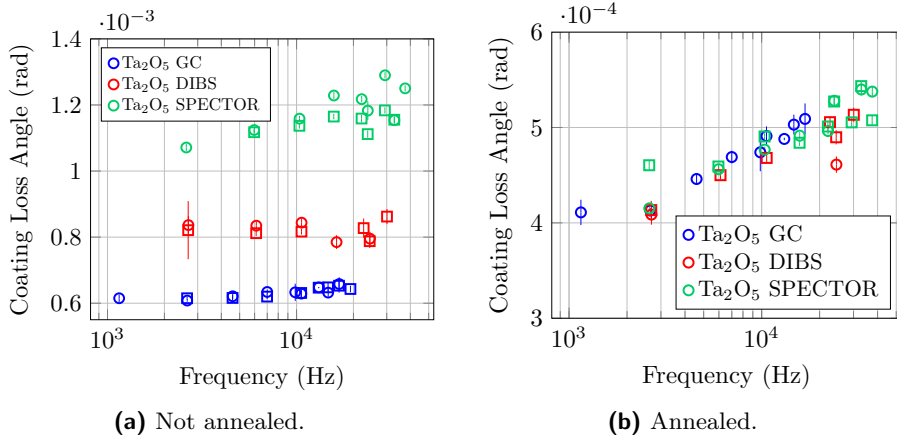 ·10⁻³
1.4
1.2
1
0.8
0.6
10³
10⁴
Coating Loss Angle (rad)
Frequency (Hz)
Ta₂O₅ GC
Ta₂O₅ DIBS
Ta₂O₅ SPECTOR
(a) Not annealed.
·10⁻⁴
6
5
4
3
10³
10⁴
Coating Loss Angle (rad)
Frequency (Hz)
Ta₂O₅ GC
Ta₂O₅ DIBS
Ta₂O₅ SPECTOR
(b) Annealed.